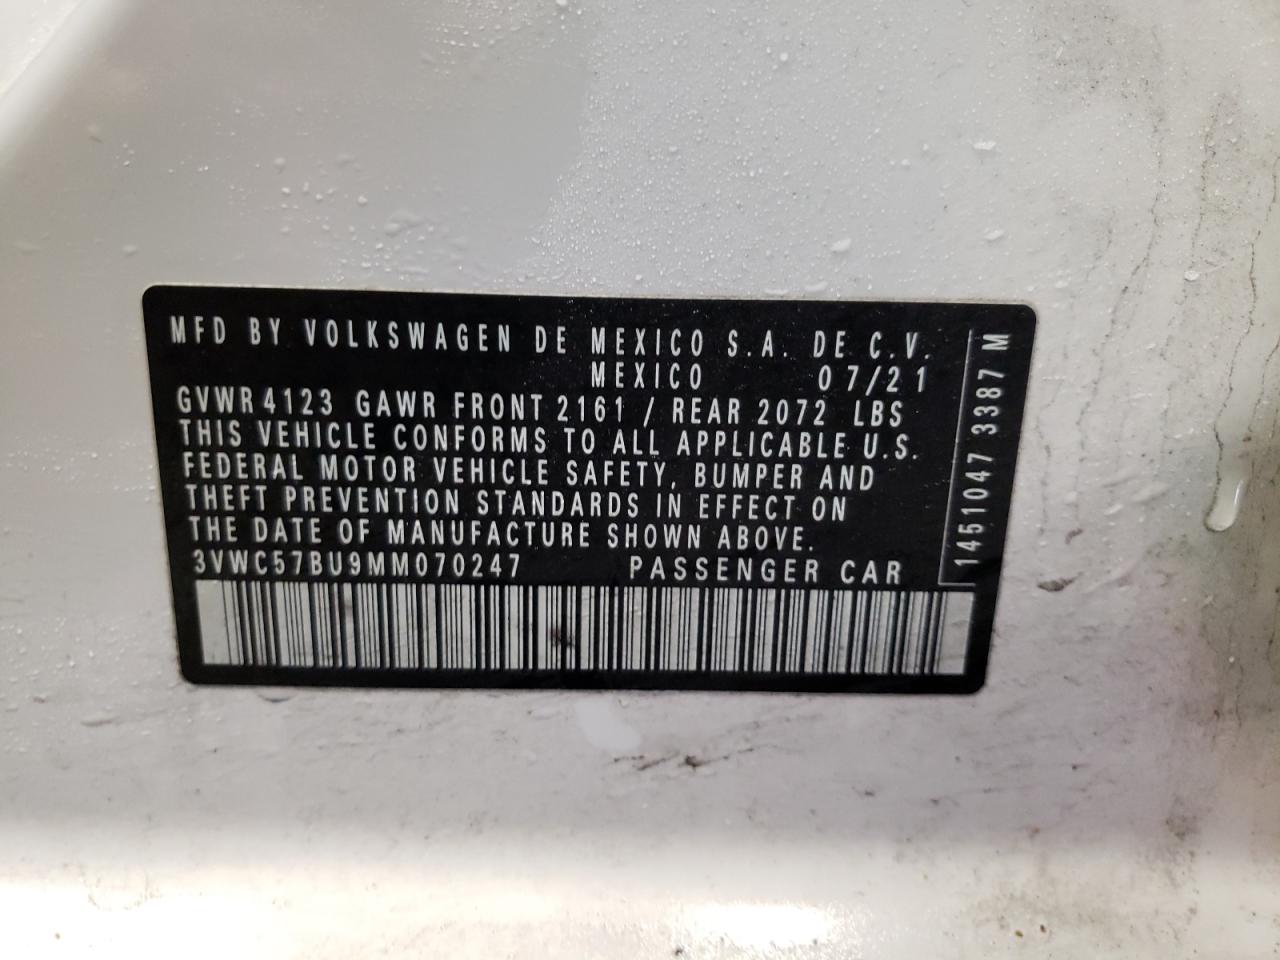 MFD BY VOLKSWAGEN DE MEXICO S.A. DE C.V.
MEXICO 07/21
GVWR 4123 GAWR FRONT 2161 / REAR 2072 LBS
THIS VEHICLE CONFORMS TO ALL APPLICABLE U.S.
FEDERAL MOTOR VEHICLE SAFETY, BUMPER AND
THEFT PREVENTION STANDARDS IN EFFECT ON
THE DATE OF MANUFACTURE SHOWN ABOVE.
3VWC57BU9MM070247 PASSENGER CAR
1451047 3387 M